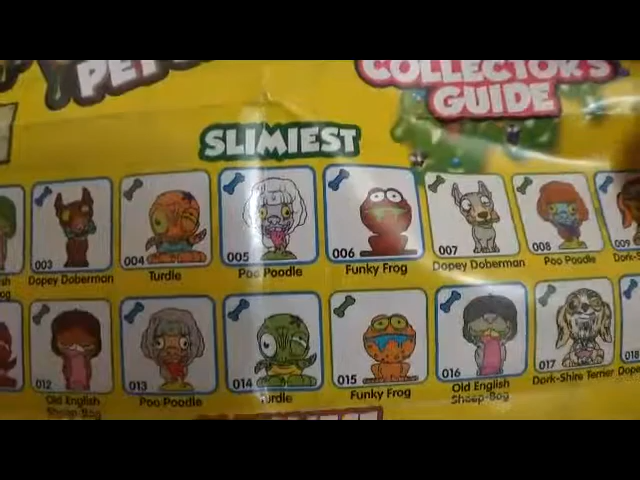 PET
COLLECTOR'S
GUIDE
SLIMIEST
003
Dopey Doberman
004
Turdle
005
Poo Poodle
006
Funky Frog
007
Dopey Doberman
008
Poo Poodle
009
012
Old English
Sheep-Bog
013
Poo Poodle
014
Turdle
015
Funky Frog
016
Old English
Sheep-Bog
017
Dork-Shire Terrier
018